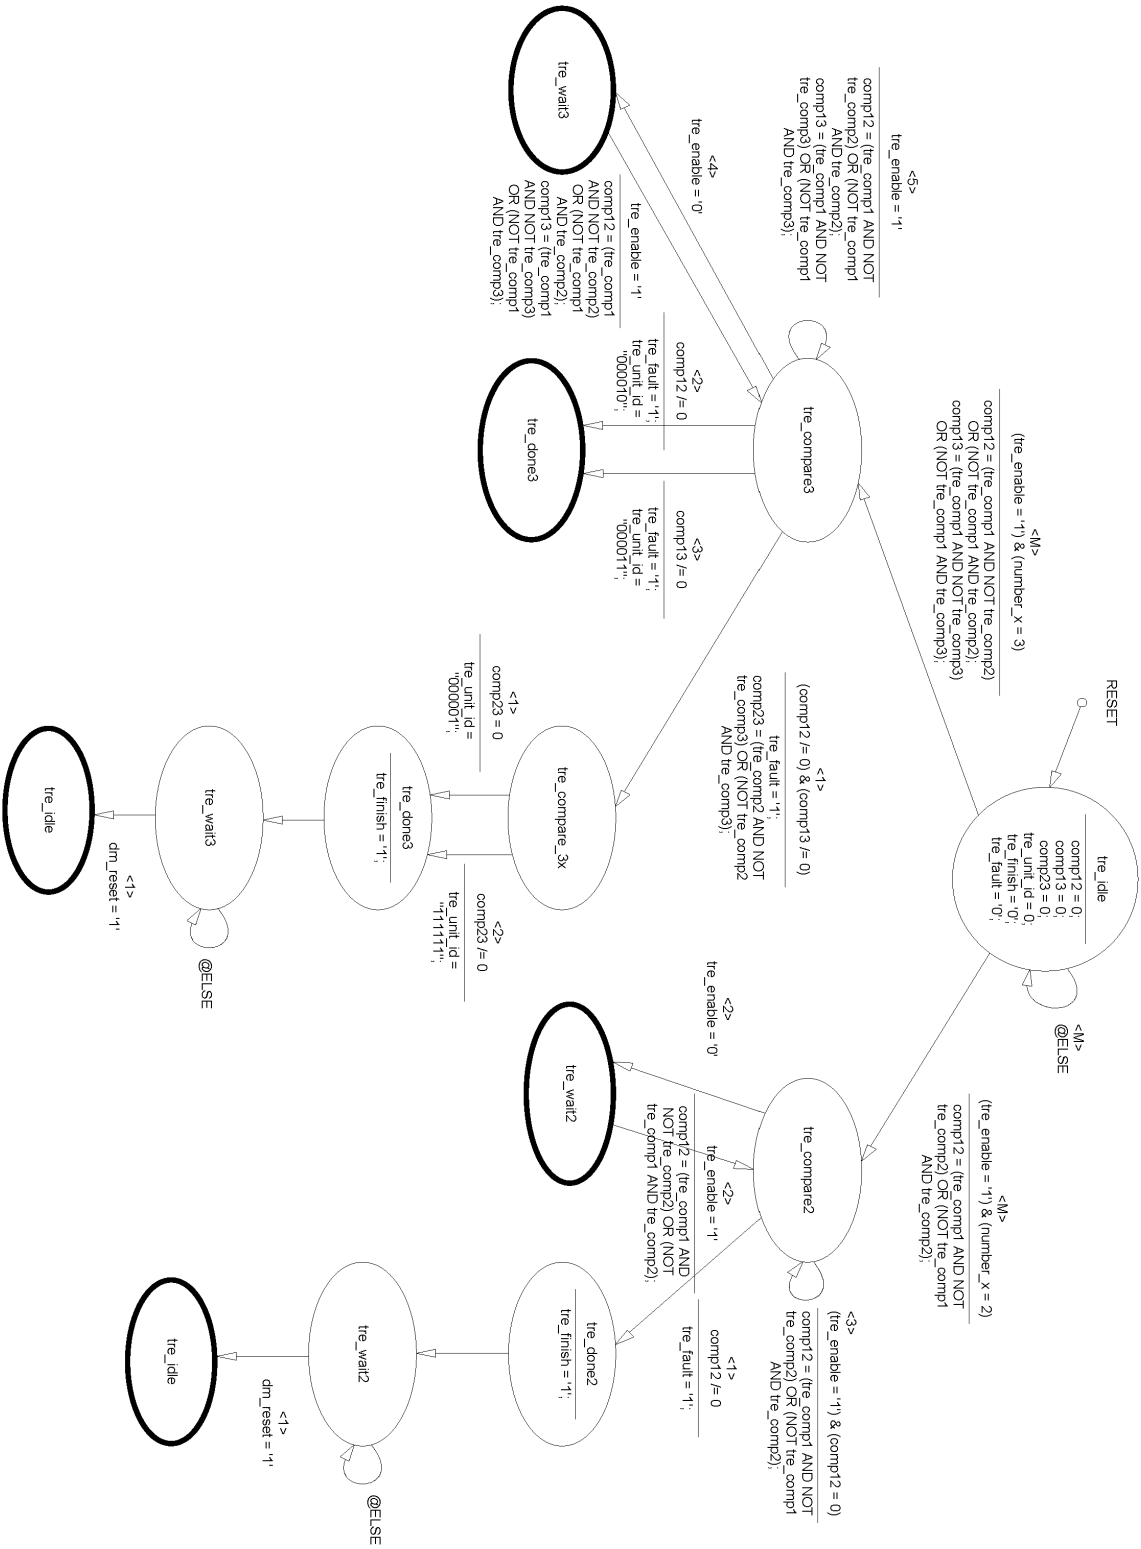 RESET
tre_idle
comp12 = 0;
comp13 = 0;
comp23 = 0;
tre_unit_id = 0;
tre_finish = '0';
tre_fault = '0';
<M>
@ELSE
<M>
(tre_enable = '1') & (number_x = 3)
comp12 = (tre_comp1 AND NOT tre_comp2)
OR (NOT tre_comp1 AND tre_comp2);
comp13 = (tre_comp1 AND NOT tre_comp3)
OR (NOT tre_comp1 AND tre_comp3);
<M>
(tre_enable = '1') & (number_x = 2)
comp12 = (tre_comp1 AND NOT
tre_comp2) OR (NOT tre_comp1
AND tre_comp2);
<5>
tre_enable = '1'
comp12 = (tre_comp1 AND NOT
tre_comp2) OR (NOT tre_comp1
AND tre_comp2);
comp13 = (tre_comp1 AND NOT
tre_comp3) OR (NOT tre_comp1
AND tre_comp3);
tre_compare3
<1>
(comp12 /= 0) & (comp13 /= 0)
tre_fault = '1';
comp23 = (tre_comp2 AND NOT
tre_comp3) OR (NOT tre_comp2
AND tre_comp3);
tre_compare2
<3>
(tre_enable = '1') & (comp12 = 0)
comp12 = (tre_comp1 AND NOT
tre_comp2) OR (NOT tre_comp1
AND tre_comp2);
<4>
tre_enable = '0'
tre_enable = '1'
comp12 = (tre_comp1
AND NOT tre_comp2)
OR (NOT tre_comp1
AND tre_comp2);
comp13 = (tre_comp1
AND NOT tre_comp3)
OR (NOT tre_comp1
AND tre_comp3);
<2>
comp12 /= 0
tre_fault = '1';
tre_unit_id =
"000010";
<3>
comp13 /= 0
tre_fault = '1';
tre_unit_id =
"000011";
<2>
tre_enable = '0'
<2>
tre_enable = '1'
comp12 = (tre_comp1 AND
NOT tre_comp2) OR (NOT
tre_comp1 AND tre_comp2);
<1>
comp12 /= 0
tre_fault = '1';
tre_wait3
tre_done3
tre_compare_3x
tre_wait2
tre_done2
tre_finish = '1';
<1>
comp23 = 0
tre_unit_id =
"000001";
<2>
comp23 /= 0
tre_unit_id =
"111111";
tre_done3
tre_finish = '1';
tre_wait2
@ELSE
tre_wait3
@ELSE
<1>
dm_reset = '1'
tre_idle
<1>
dm_reset = '1'
tre_idle